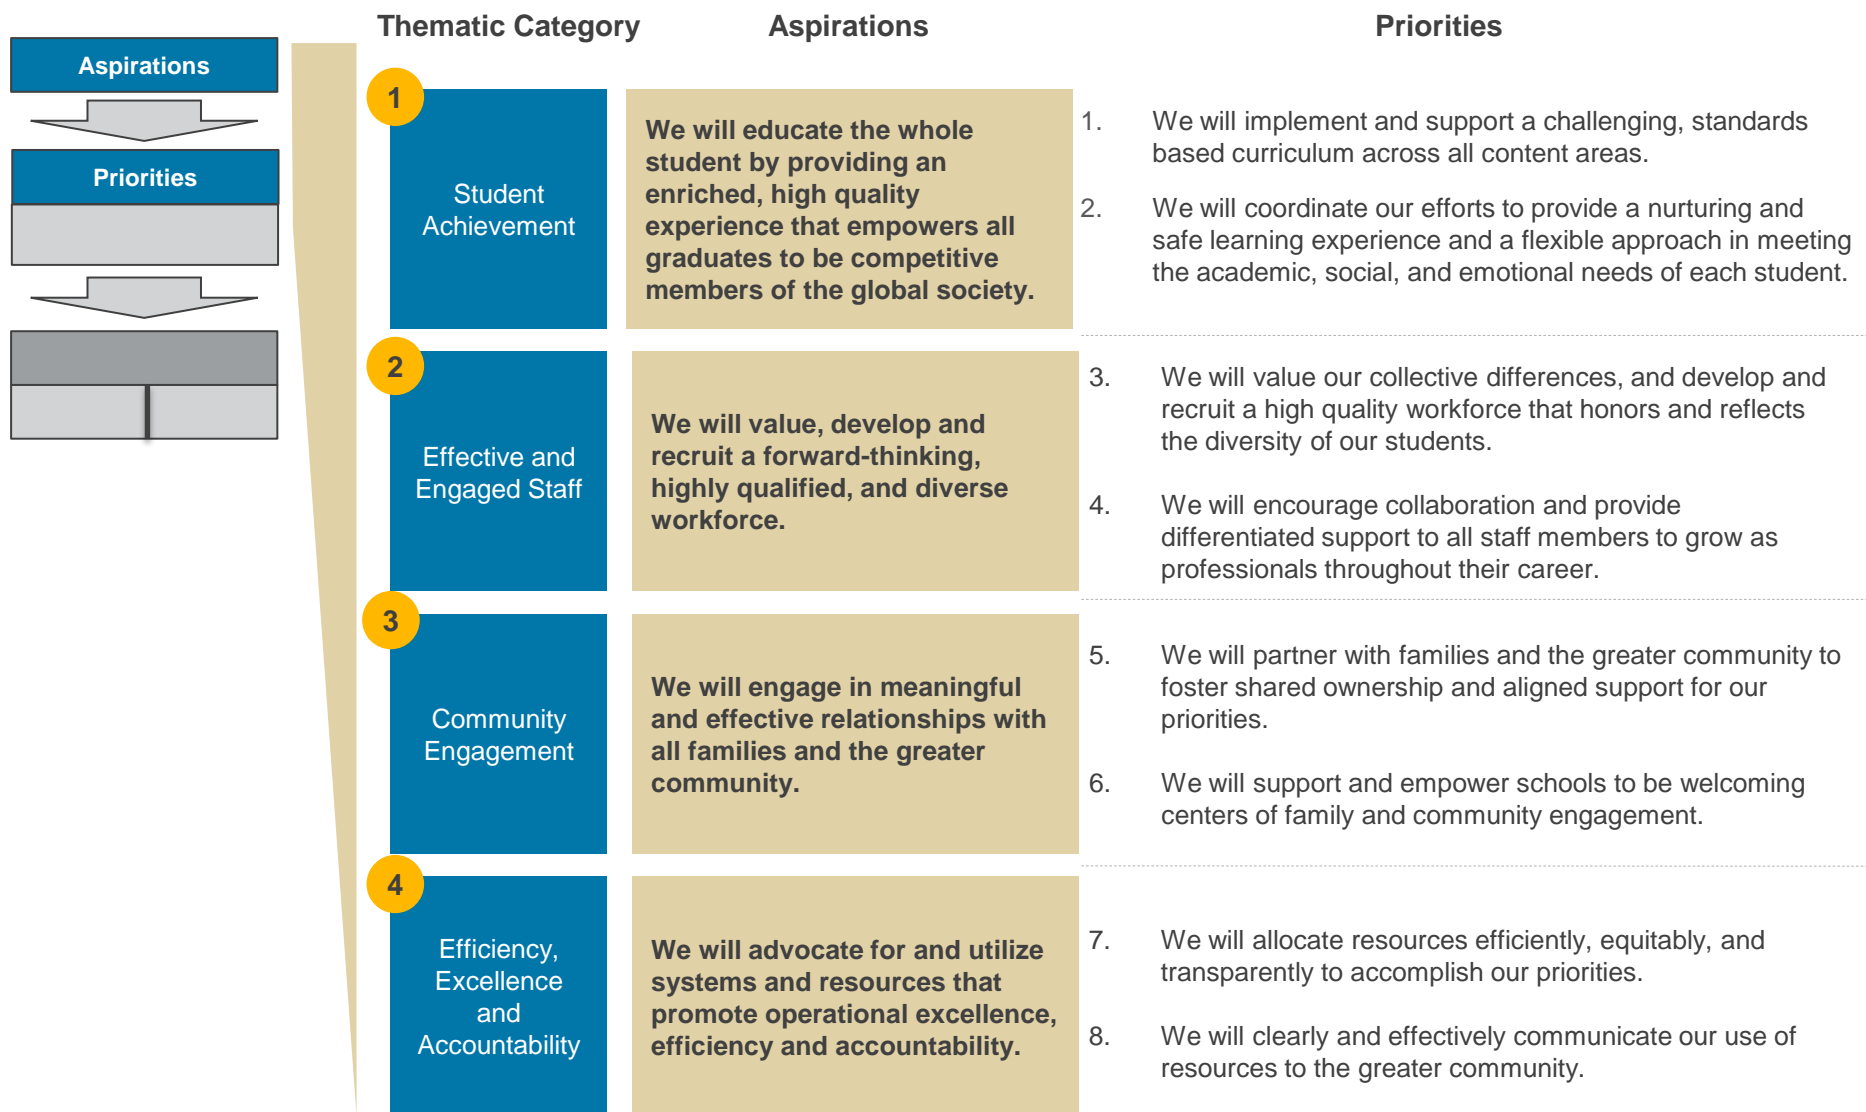 Thematic Category
Aspirations
Priorities
Aspirations
Priorities
1
Student
Achievement
We will educate the whole
student by providing an
enriched, high quality
experience that empowers all
graduates to be competitive
members of the global society.
1. We will implement and support a challenging, standards
based curriculum across all content areas.
2. We will coordinate our efforts to provide a nurturing and
safe learning experience and a flexible approach in meeting
the academic, social, and emotional needs of each student.
2
Effective and
Engaged Staff
We will value, develop and
recruit a forward-thinking,
highly qualified, and diverse
workforce.
3. We will value our collective differences, and develop and
recruit a high quality workforce that honors and reflects
the diversity of our students.
4. We will encourage collaboration and provide
differentiated support to all staff members to grow as
professionals throughout their career.
3
Community
Engagement
We will engage in meaningful
and effective relationships with
all families and the greater
community.
5. We will partner with families and the greater community to
foster shared ownership and aligned support for our
priorities.
6. We will support and empower schools to be welcoming
centers of family and community engagement.
4
Efficiency,
Excellence
and
Accountability
We will advocate for and utilize
systems and resources that
promote operational excellence,
efficiency and accountability.
7. We will allocate resources efficiently, equitably, and
transparently to accomplish our priorities.
8. We will clearly and effectively communicate our use of
resources to the greater community.